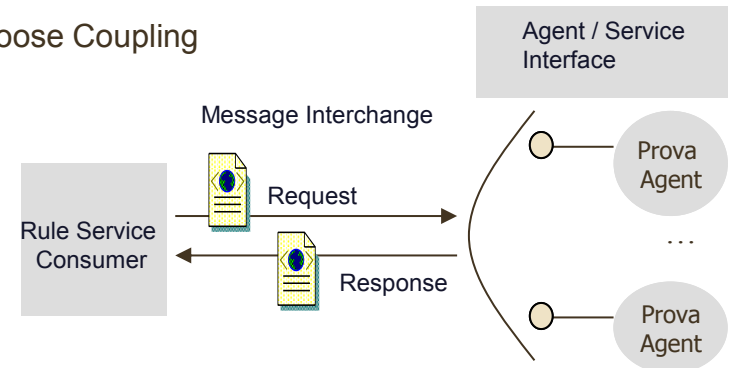 oose Coupling
Agent / Service
Interface
Message Interchange
Request
Rule Service
Consumer
Response
Prova
Agent
...
Prova
Agent